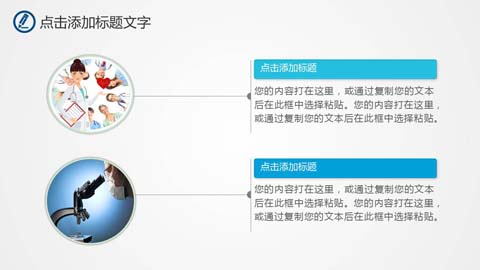 点击添加标题文字
点击添加标题
您的内容打在这里，或通过复制您的文本
后在此框中选择粘贴。您的内容打在这里，
或通过复制您的文本后在此框中选择粘贴。
点击添加标题
您的内容打在这里，或通过复制您的文本
后在此框中选择粘贴。您的内容打在这里，
或通过复制您的文本后在此框中选择粘贴。